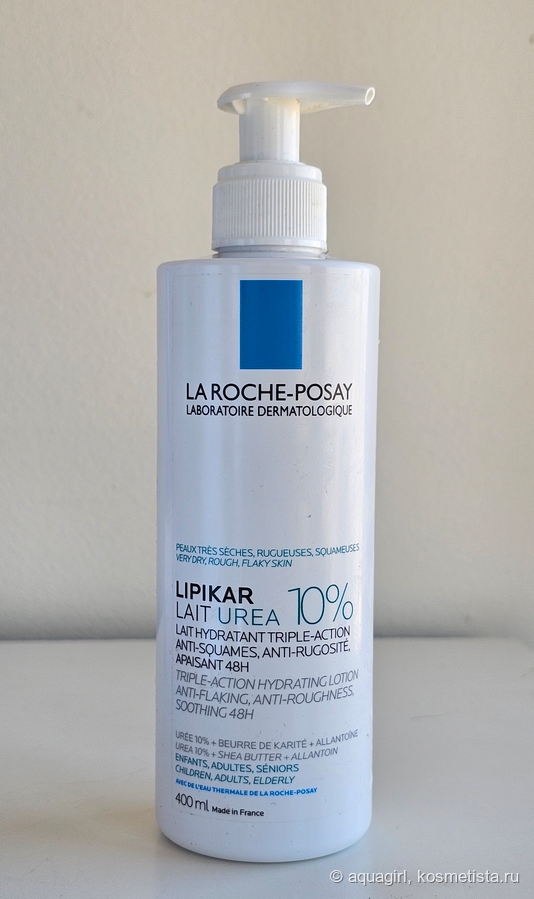 LA ROCHE-POSAY
LABORATOIRE DERMATOLOGIQUE
PEAUX TRÈS SÈCHES, RUGUEUSES, SQUAMEUSES
VERY DRY, ROUGH, FLAKY SKIN
LIPIKAR
LAIT UREA 10%
LAIT HYDRATANT TRIPLE-ACTION
ANTI-SQUAMES, ANTI-RUGOSITÉ,
APAISANT 48H
TRIPLE-ACTION HYDRATING LOTION
ANTI-FLAKING, ANTI-ROUGHNESS,
SOOTHING 48H
URÉE 10% + BEURRE DE KARITÉ + ALLANTOÏNE
UREA 10% + SHEA BUTTER + ALLANTOIN
ENFANTS, ADULTES, SÉNIORS
CHILDREN, ADULTS, ELDERLY
AVEC DE L'EAU THERMALE DE LA ROCHE-POSAY
400 ml Made in France
© aquagirl, kosmetista.ru